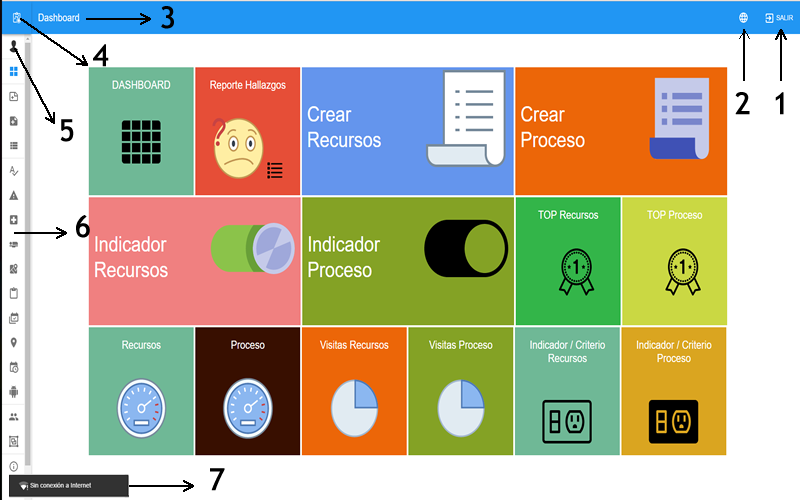 Dashboard
3
SALIR
4
2
1
5
DASHBOARD
Reporte Hallazgos
Crear
Recursos
Crear
Proceso
6
Indicador
Recursos
Indicador
Proceso
TOP Recursos
1
TOP Proceso
1
Recursos
Proceso
Visitas Recursos
Visitas Proceso
Indicador / Criterio
Recursos
Indicador / Criterio
Proceso
Sin conexión a Internet
7